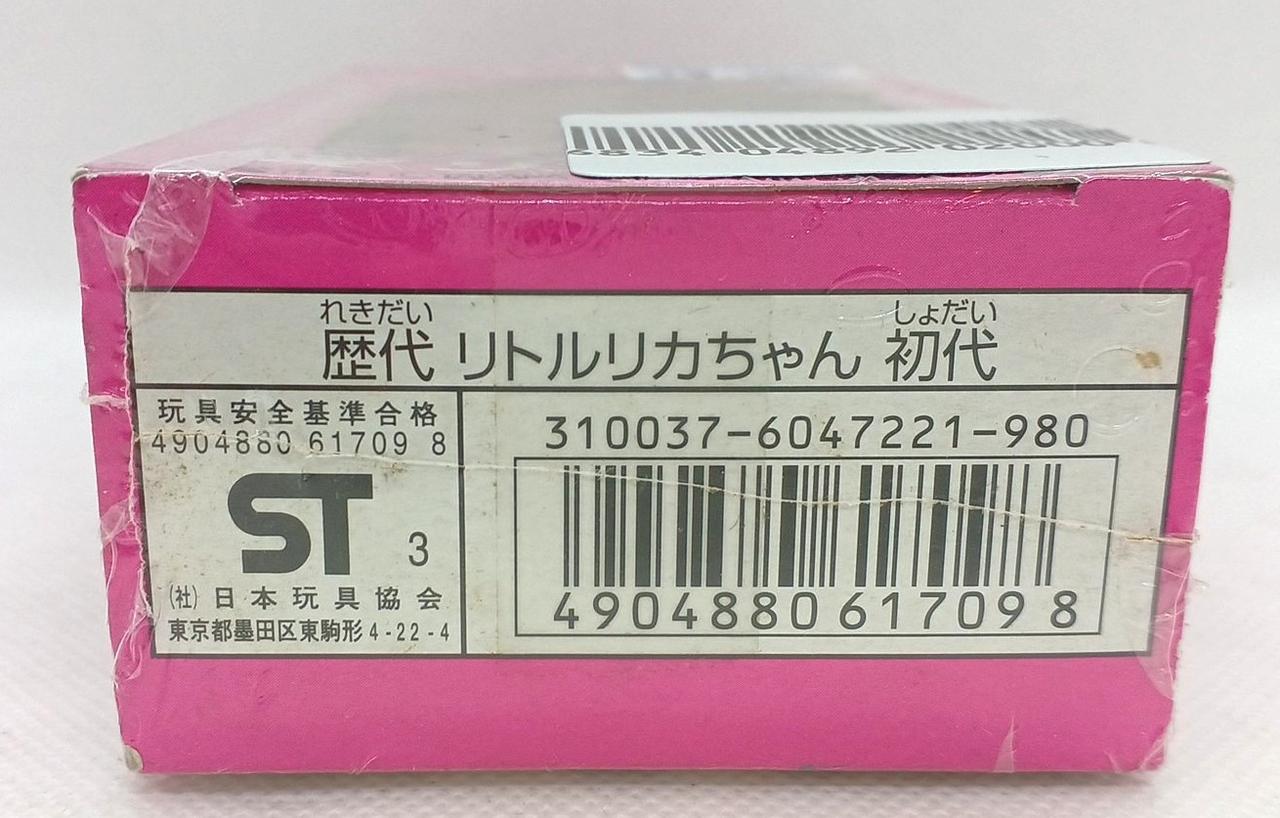 れきだい しょだい
歴代 リトルリカちゃん 初代
玩具安全基準合格
4904880 61709 8
ST 3
(社)日本玩具協会
東京都墨田区東駒形4-22-4
310037-6047221-980
4904880617098